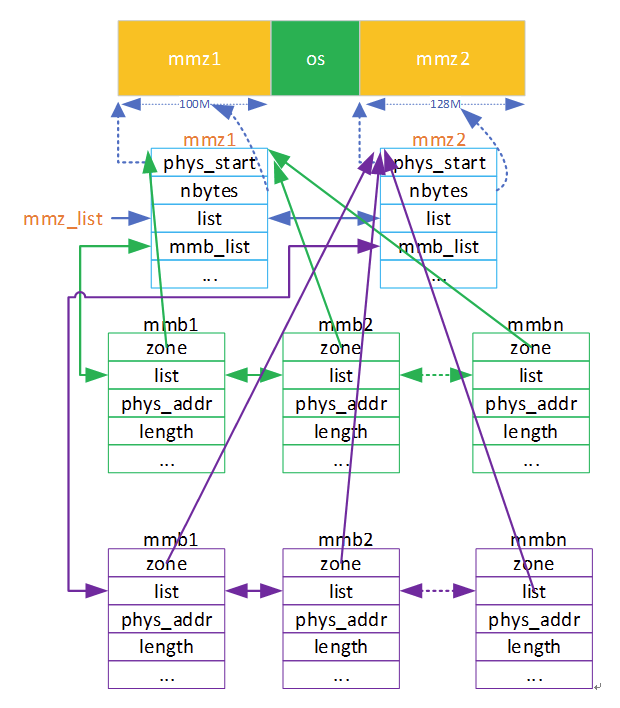 mmz1 os mmz2
100M 128M
mmz1 mmz2
phys_start phys_start
nbytes nbytes
mmz_list list list
mmb_list mmb_list
... ...
mmb1 mmb2 mmbn
zone zone zone
list list list
phys_addr phys_addr phys_addr
length length length
... ... ...
mmb1 mmb2 mmbn
zone zone zone
list list list
phys_addr phys_addr phys_addr
length length length
... ... ...